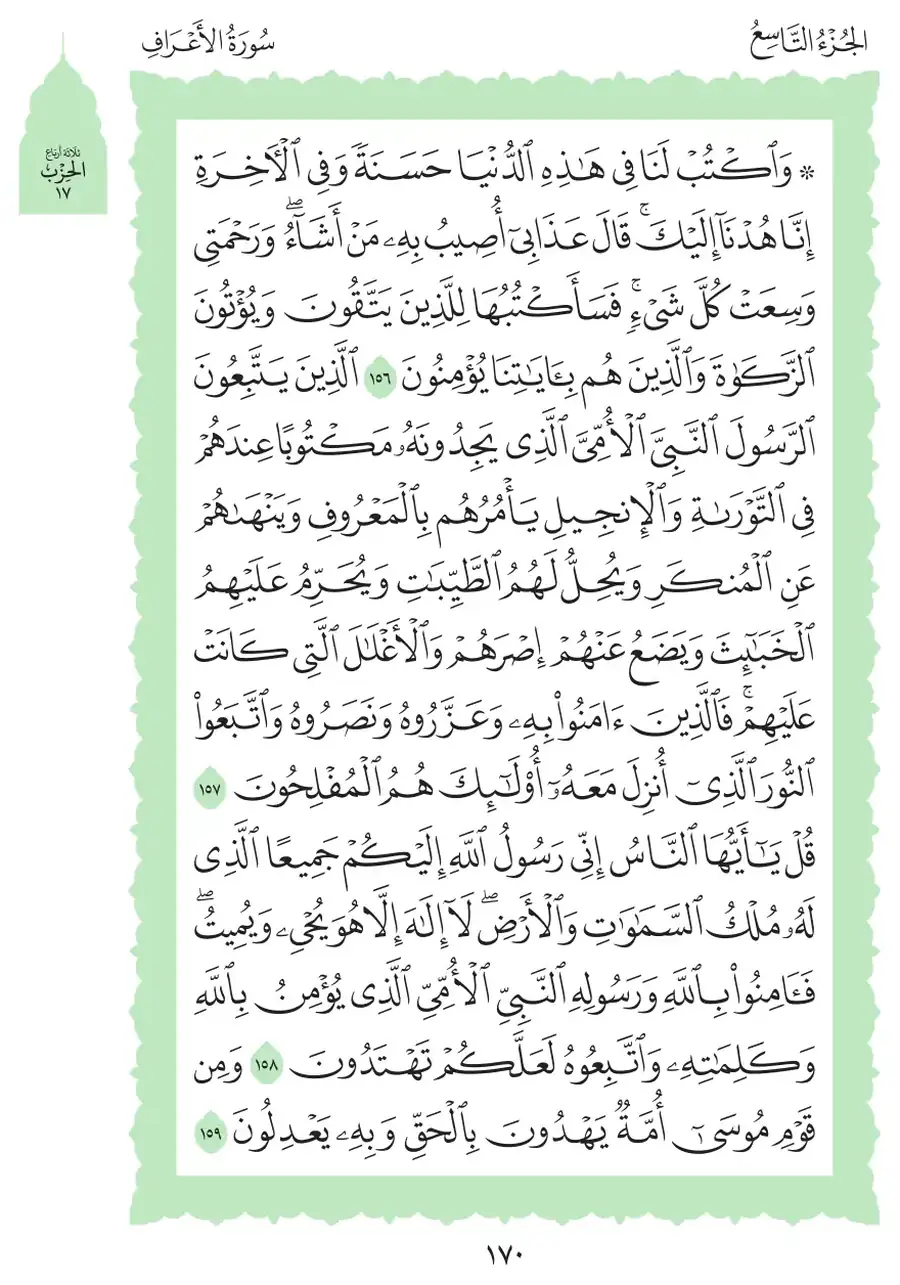 الجُزْءُ التَّاسِعُ
سُورَةُ الأَعْرَافِ
ثلاثة أرباع
الحِزْب
١٧
۞ وَٱكۡتُبۡ لَنَا فِي هَٰذِهِ ٱلدُّنۡيَا حَسَنَةٗ وَفِي ٱلۡأٓخِرَةِ
إِنَّا هُدۡنَآ إِلَيۡكَۚ قَالَ عَذَابِيٓ أُصِيبُ بِهِۦ مَنۡ أَشَآءُۖ وَرَحۡمَتِي
وَسِعَتۡ كُلَّ شَيۡءٖۚ فَسَأَكۡتُبُهَا لِلَّذِينَ يَتَّقُونَ وَيُؤۡتُونَ
ٱلزَّكَوٰةَ وَٱلَّذِينَ هُم بِـَٔايَٰتِنَا يُؤۡمِنُونَ ١٥٦ ٱلَّذِينَ يَتَّبِعُونَ
ٱلرَّسُولَ ٱلنَّبِيَّ ٱلۡأُمِّيَّ ٱلَّذِي يَجِدُونَهُۥ مَكۡتُوبًا عِندَهُمۡ
فِي ٱلتَّوۡرَىٰةِ وَٱلۡإِنجِيلِ يَأۡمُرُهُم بِٱلۡمَعۡرُوفِ وَيَنۡهَىٰهُمۡ
عَنِ ٱلۡمُنكَرِ وَيُحِلُّ لَهُمُ ٱلطَّيِّبَٰتِ وَيُحَرِّمُ عَلَيۡهِمُ
ٱلۡخَبَٰٓئِثَ وَيَضَعُ عَنۡهُمۡ إِصۡرَهُمۡ وَٱلۡأَغۡلَٰلَ ٱلَّتِي كَانَتۡ
عَلَيۡهِمۡۚ فَٱلَّذِينَ ءَامَنُواْ بِهِۦ وَعَزَّرُوهُ وَنَصَرُوهُ وَٱتَّبَعُواْ
ٱلنُّورَ ٱلَّذِيٓ أُنزِلَ مَعَهُۥٓ أُوْلَٰٓئِكَ هُمُ ٱلۡمُفۡلِحُونَ ١٥٧
قُلۡ يَٰٓأَيُّهَا ٱلنَّاسُ إِنِّي رَسُولُ ٱللَّهِ إِلَيۡكُمۡ جَمِيعًا ٱلَّذِي
لَهُۥ مُلۡكُ ٱلسَّمَٰوَٰتِ وَٱلۡأَرۡضِۖ لَآ إِلَٰهَ إِلَّا هُوَ يُحۡيِۦ وَيُمِيتُۖ
فَـَٔامِنُواْ بِٱللَّهِ وَرَسُولِهِ ٱلنَّبِيِّ ٱلۡأُمِّيِّ ٱلَّذِي يُؤۡمِنُ بِٱللَّهِ
وَكَلِمَٰتِهِۦ وَٱتَّبِعُوهُ لَعَلَّكُمۡ تَهۡتَدُونَ ١٥٨ وَمِن
قَوۡمِ مُوسَىٰٓ أُمَّةٞ يَهۡدُونَ بِٱلۡحَقِّ وَبِهِۦ يَعۡدِلُونَ ١٥٩
١٧٠